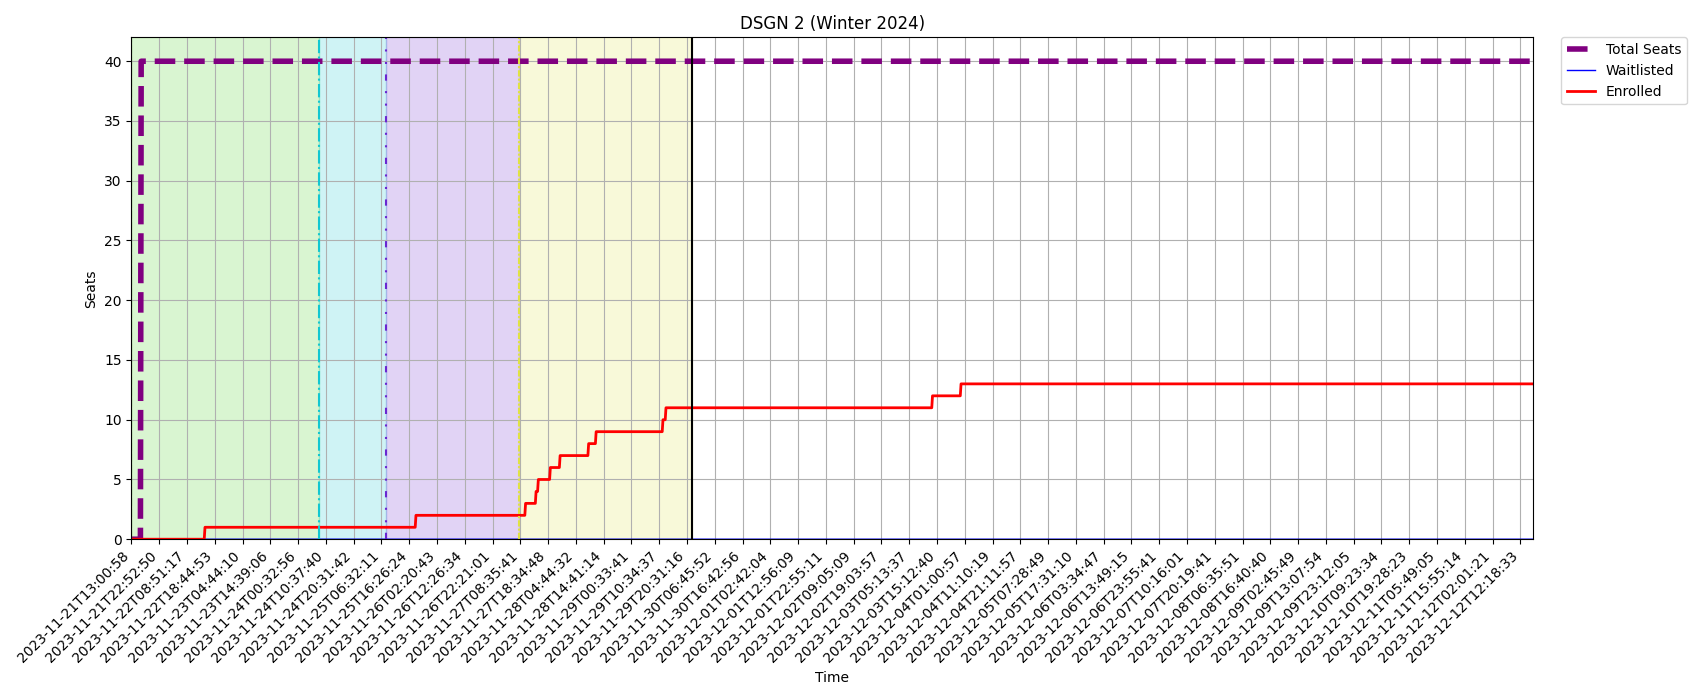 DSGN 2 (Winter 2024)
Total Seats
Waitlisted
Enrolled
Seats
40
35
30
25
20
15
10
5
0
2023-11-21T13:00:58
2023-11-21T22:52:50
2023-11-22T08:51:17
2023-11-22T18:44:53
2023-11-23T04:44:10
2023-11-23T14:39:06
2023-11-24T00:32:56
2023-11-24T10:37:40
2023-11-24T20:31:42
2023-11-25T06:32:11
2023-11-25T16:26:24
2023-11-26T02:20:43
2023-11-26T12:26:34
2023-11-26T22:21:01
2023-11-27T08:35:41
2023-11-27T18:34:48
2023-11-28T04:44:32
2023-11-28T14:41:14
2023-11-29T00:33:41
2023-11-29T10:34:37
2023-11-29T20:31:16
2023-11-30T06:45:52
2023-11-30T16:42:56
2023-12-01T02:42:04
2023-12-01T12:56:09
2023-12-01T22:55:11
2023-12-02T09:05:09
2023-12-02T19:03:57
2023-12-03T05:13:37
2023-12-03T15:12:40
2023-12-04T01:00:57
2023-12-04T11:10:19
2023-12-04T21:11:57
2023-12-05T07:28:49
2023-12-05T17:31:10
2023-12-06T03:34:47
2023-12-06T13:49:15
2023-12-06T23:55:41
2023-12-07T10:16:01
2023-12-07T20:19:41
2023-12-08T06:35:51
2023-12-08T16:40:40
2023-12-09T02:45:49
2023-12-09T13:07:54
2023-12-09T23:12:05
2023-12-10T09:23:34
2023-12-10T19:28:23
2023-12-11T05:49:05
2023-12-11T15:55:14
2023-12-12T02:01:21
2023-12-12T12:18:33
Time